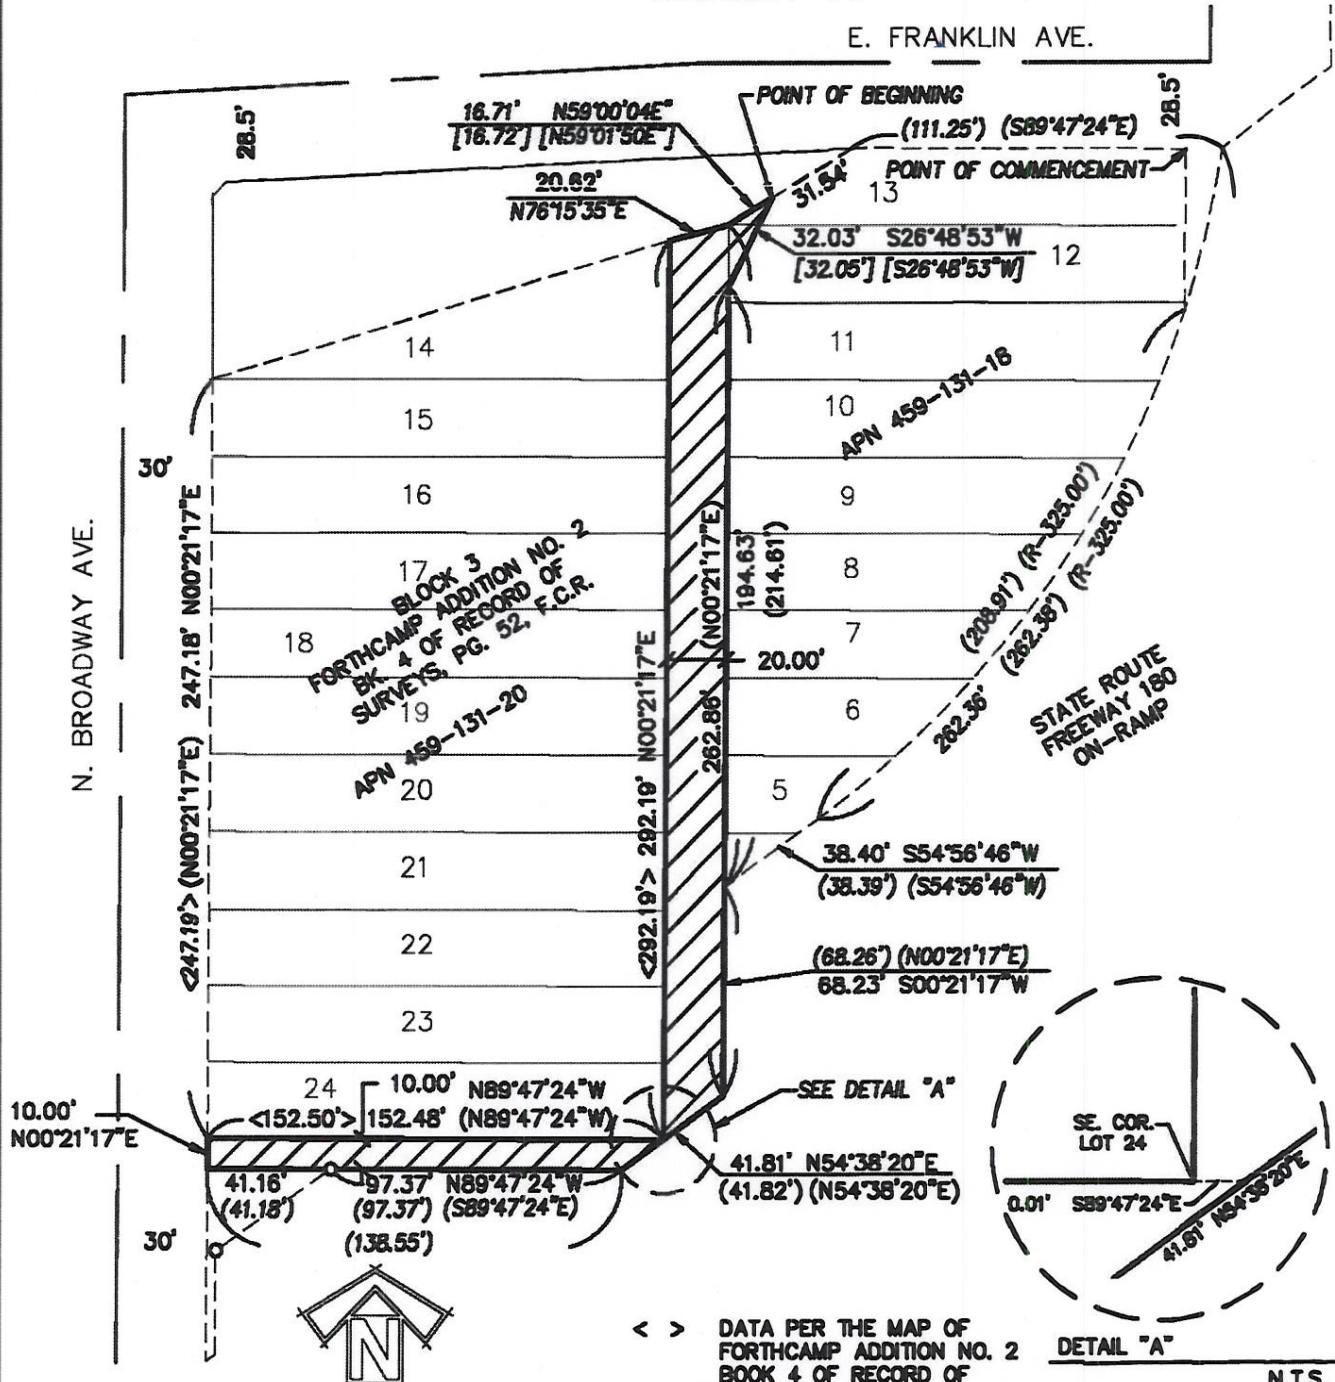 E. FRANKLIN AVE.
28.5'
16.71' N59°00'04"E
[16.72'] [N59°01'50E"]
POINT OF BEGINNING
28.5'
(111.25') (S89°47'24"E)
POINT OF COMMENCEMENT
31.54'
13
20.62'
N76°15'35"E
32.03' S26°48'53"W
[32.05'] [S26°48'53"W]
12
14
11
15
10
APN 459-131-18
30'
16
9
N. BROADWAY AVE.
<247.19'> (N00°21'17"E) 247.18' N00°21'17"E
17
BLOCK 3
FORTHCAMP ADDITION NO. 2
BK. 4 OF RECORD OF
SURVEYS, PG. 52, F.C.R.
18
(N00°21'17"E)
194.63'
(214.61')
8
7
(208.91') (R-325.00')
(262.38') (R-325.00')
262.36'
20.00'
262.86'
<292.19'> 292.19' N00°21'17"E
STATE ROUTE
FREEWAY 180
ON-RAMP
19
APN 459-131-20
6
20
5
21
38.40' S54°56'46"W
(38.39') (S54°56'46"W)
22
(68.26') (N00°21'17"E)
68.23' S00°21'17"W
23
24
10.00' N89°47'24"W
<152.50'> 152.48' (N89°47'24"W)
SEE DETAIL "A"
10.00'
N00°21'17"E
41.16'
(41.18')
97.37' N89°47'24"W
(97.37') (S89°47'24"E)
(138.55')
41.81' N54°38'20"E
(41.82') (N54°38'20"E)
30'
SE. COR.
LOT 24
0.01' S89°47'24"E
41.81' N54°38'20"E
N
< > DATA PER THE MAP OF
FORTHCAMP ADDITION NO. 2
BOOK 4 OF RECORD OF
DETAIL "A"
N.T.S.